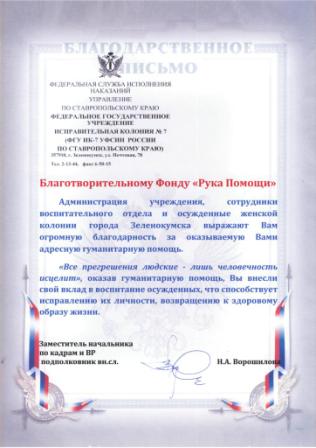 БЛАГОДАРСТВЕННОЕ
ПИСЬМО
ФЕДЕРАЛЬНАЯ СЛУЖБА ИСПОЛНЕНИЯ
НАКАЗАНИЙ
УПРАВЛЕНИЕ
ПО СТАВРОПОЛЬСКОМУ КРАЮ
ФЕДЕРАЛЬНОЕ ГОСУДАРСТВЕННОЕ
УЧРЕЖДЕНИЕ
ИСПРАВИТЕЛЬНАЯ КОЛОНИЯ № 7
(ФГУ ИК-7 УФСИН РОССИИ
ПО СТАВРОПОЛЬСКОМУ КРАЮ)
357910, г. Зеленокумск, ул. Почтовая, 78
Тел. 2-13-44, факс 6-50-15
Благотворительному Фонду «Рука Помощи»
Администрация учреждения, сотрудники
воспитательного отдела и осужденные женской
колонии города Зеленокумска выражают Вам
огромную благодарность за оказываемую Вами
адресную гуманитарную помощь.
«Все прегрешения людские - лишь человечность
исцелит», оказав гуманитарную помощь, Вы внесли
свой вклад в воспитание осужденных, что способствует
исправлению их личности, возвращению к здоровому
образу жизни.
Заместитель начальника
по кадрам и ВР
подполковник вн.сл.
Н.А. Ворошилова